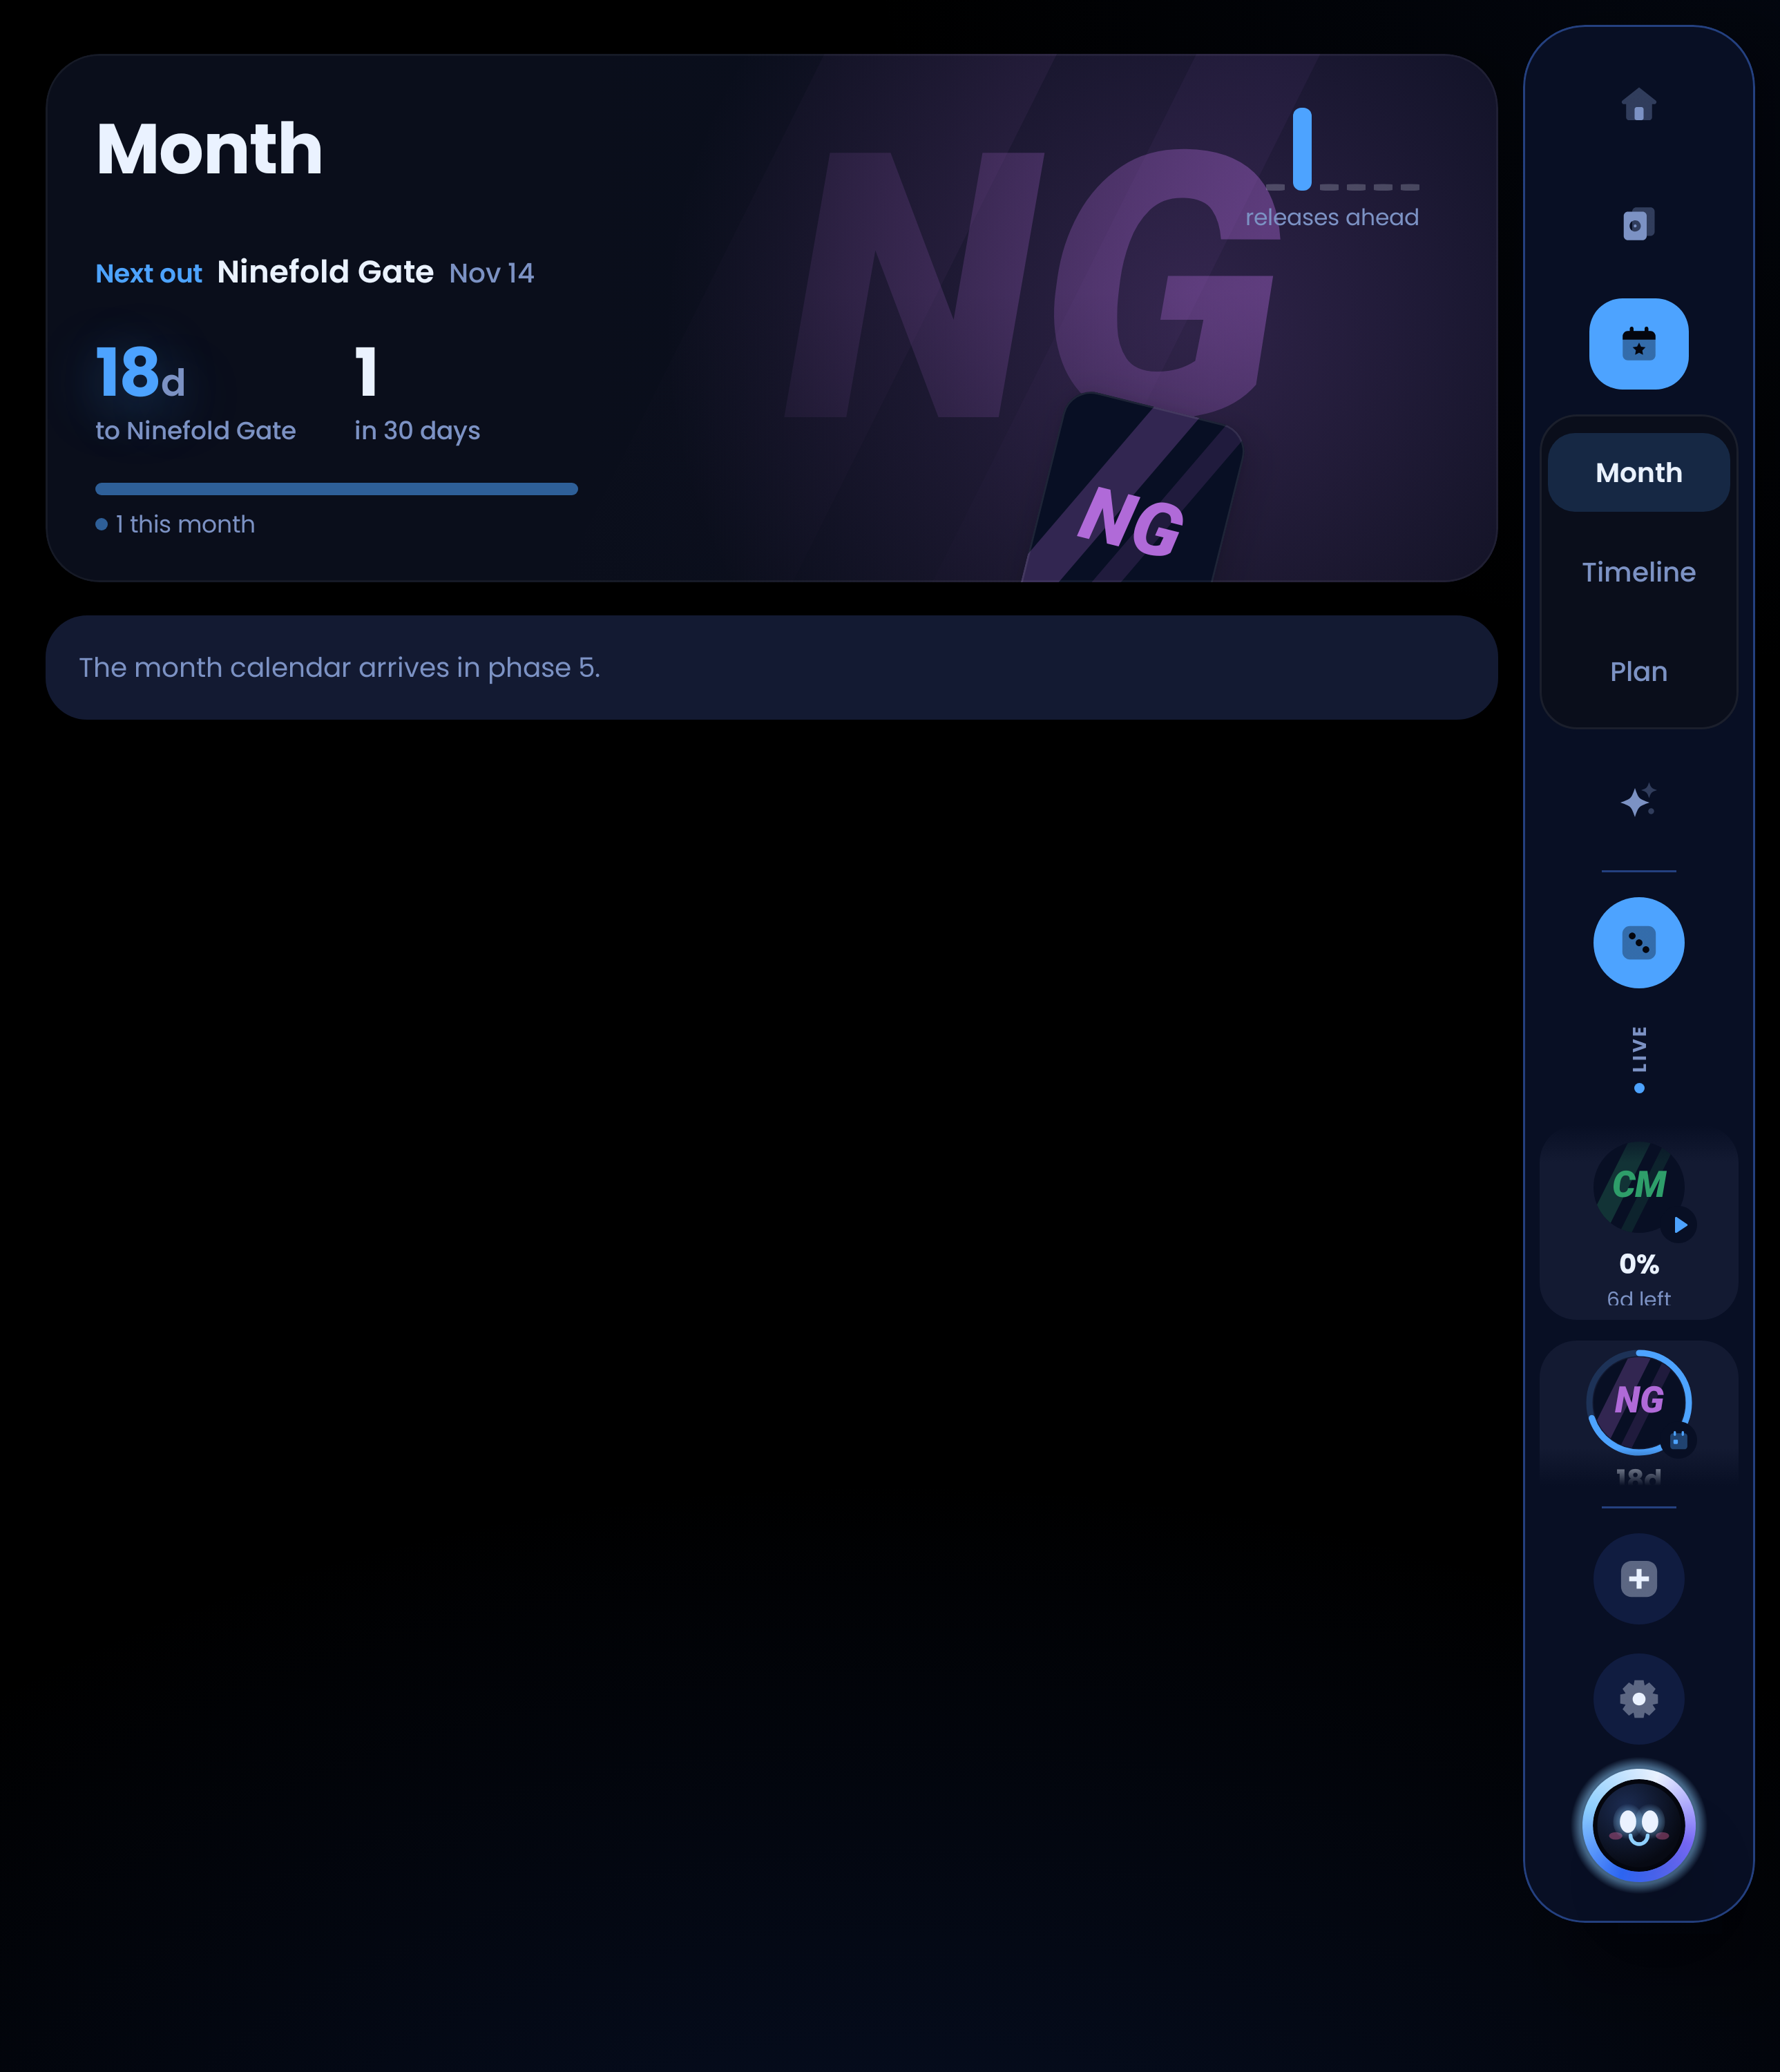 Month
NG
releases ahead
Next out Ninefold Gate Nov 14
18d
to Ninefold Gate
1
in 30 days
1 this month
NG
The month calendar arrives in phase 5.
Month
Timeline
Plan
LIVE
CM
0%
6d left
NG
18d